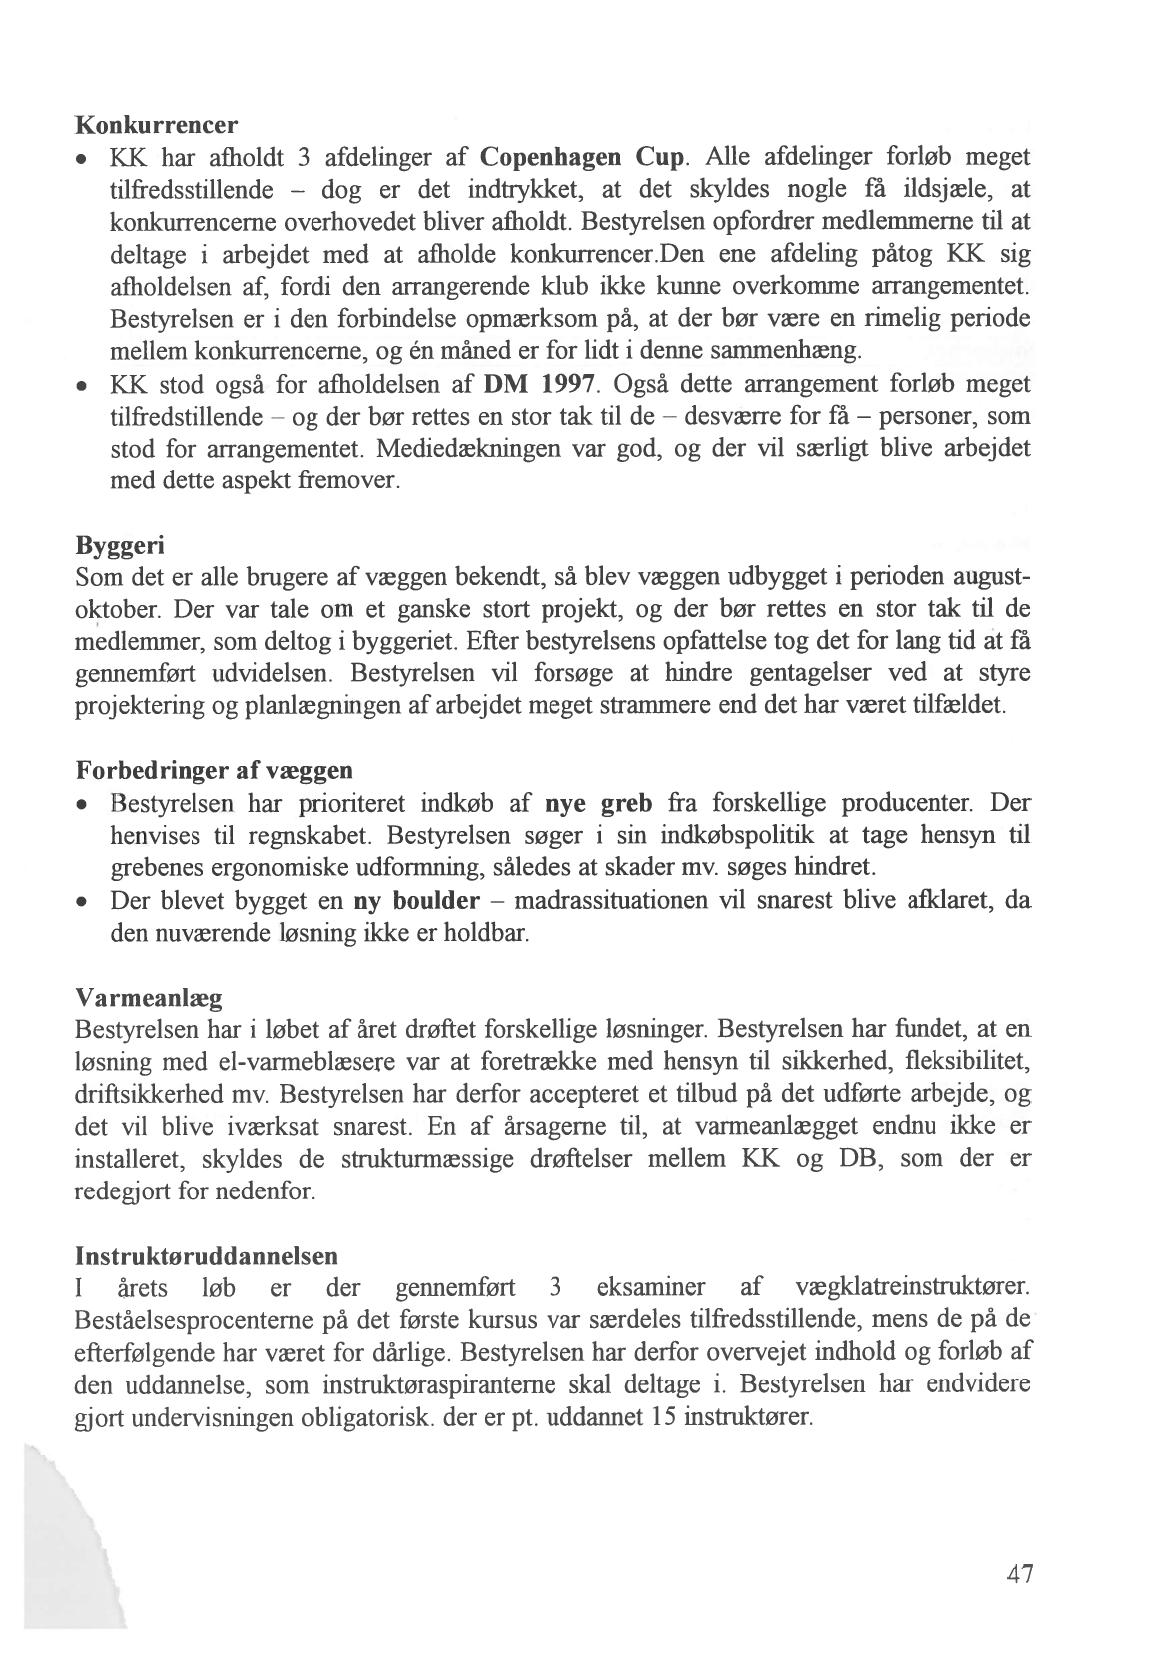 Konkurrencer
• KK har afholdt 3 afdelinger af Copenhagen Cup. Alle afdelinger forløb meget
tilfredsstillende – dog er det indtrykket, at det skyldes nogle få ildsjæle, at
konkurrencerne overhovedet bliver afholdt. Bestyrelsen opfordrer medlemmerne til at
deltage i arbejdet med at afholde konkurrencer.Den ene afdeling påtog KK sig
afholdelsen af, fordi den arrangerende klub ikke kunne overkomme arrangementet.
Bestyrelsen er i den forbindelse opmærksom på, at der bør være en rimelig periode
mellem konkurrencerne, og én måned er for lidt i denne sammenhæng.
• KK stod også for afholdelsen af DM 1997. Også dette arrangement forløb meget
tilfredstillende – og der bør rettes en stor tak til de – desværre for få – personer, som
stod for arrangementet. Mediedækningen var god, og der vil særligt blive arbejdet
med dette aspekt fremover.
Byggeri
Som det er alle brugere af væggen bekendt, så blev væggen udbygget i perioden august-
oktober. Der var tale om et ganske stort projekt, og der bør rettes en stor tak til de
medlemmer, som deltog i byggeriet. Efter bestyrelsens opfattelse tog det for lang tid at få
gennemført udvidelsen. Bestyrelsen vil forsøge at hindre gentagelser ved at styre
projektering og planlægningen af arbejdet meget strammere end det har været tilfældet.
Forbedringer af væggen
• Bestyrelsen har prioriteret indkøb af nye greb fra forskellige producenter. Der
henvises til regnskabet. Bestyrelsen søger i sin indkøbspolitik at tage hensyn til
grebenes ergonomiske udformning, således at skader mv. søges hindret.
• Der blevet bygget en ny boulder – madrassituationen vil snarest blive afklaret, da
den nuværende løsning ikke er holdbar.
Varmeanlæg
Bestyrelsen har i løbet af året drøftet forskellige løsninger. Bestyrelsen har fundet, at en
løsning med el-varmeblæsere var at foretrække med hensyn til sikkerhed, fleksibilitet,
driftsikkerhed mv. Bestyrelsen har derfor accepteret et tilbud på det udførte arbejde, og
det vil blive iværksat snarest. En af årsagerne til, at varmeanlægget endnu ikke er
installeret, skyldes de strukturmæssige drøftelser mellem KK og DB, som der er
redegjort for nedenfor.
Instruktøruddannelsen
I årets løb er der gennemført 3 eksaminer af vægklatreinstruktører.
Beståelsesprocenterne på det første kursus var særdeles tilfredsstillende, mens de på de
efterfølgende har været for dårlige. Bestyrelsen har derfor overvejet indhold og forløb af
den uddannelse, som instruktøraspiranterne skal deltage i. Bestyrelsen har endvidere
gjort undervisningen obligatorisk. der er pt. uddannet 15 instruktører.
47